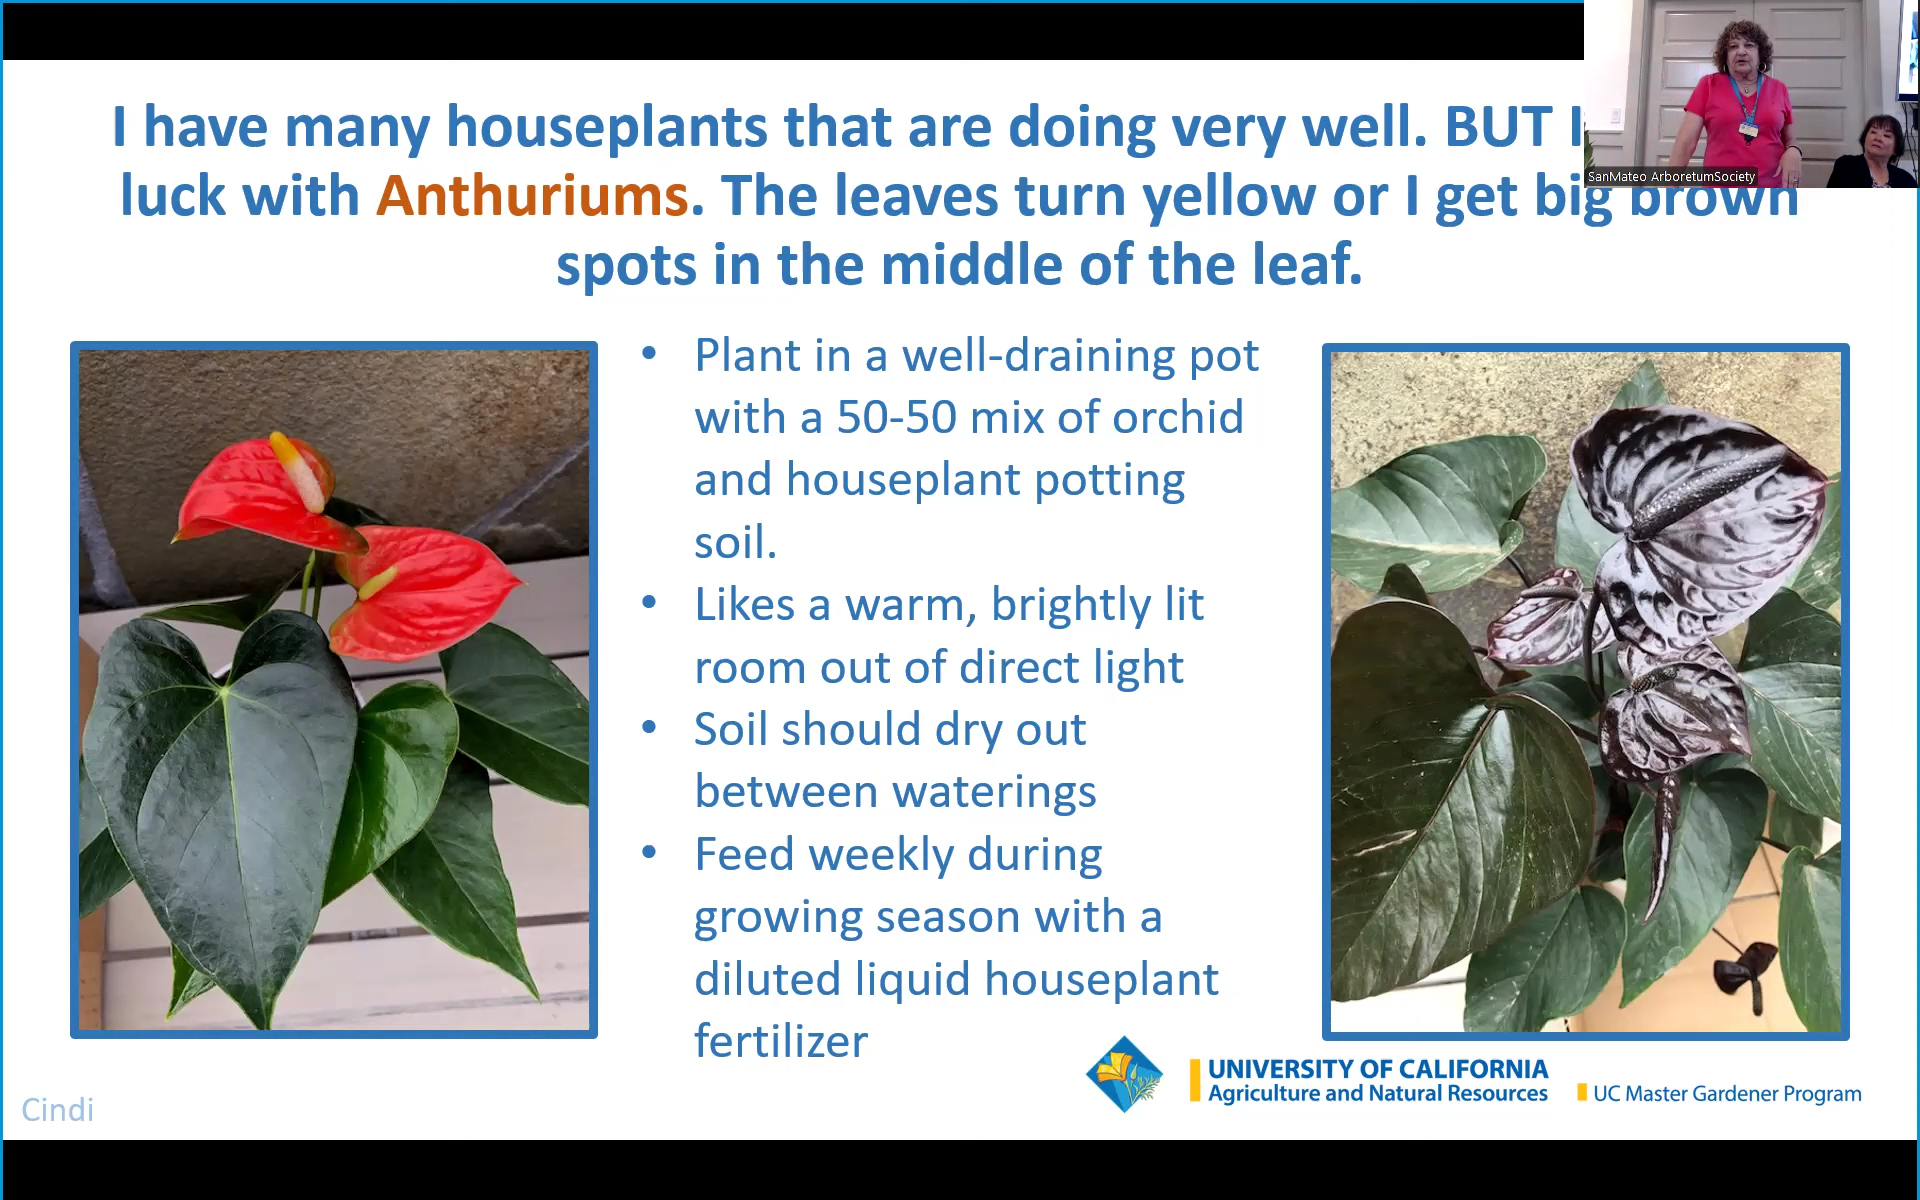 I have many houseplants that are doing very well. BUT I
luck with Anthuriums. The leaves turn yellow or I get big brown
spots in the middle of the leaf.
• Plant in a well-draining pot
with a 50-50 mix of orchid
and houseplant potting
soil.
• Likes a warm, brightly lit
room out of direct light
• Soil should dry out
between waterings
• Feed weekly during
growing season with a
diluted liquid houseplant
fertilizer
SanMateo ArboretumSociety
UNIVERSITY OF CALIFORNIA
Agriculture and Natural Resources
UC Master Gardener Program
Cindi